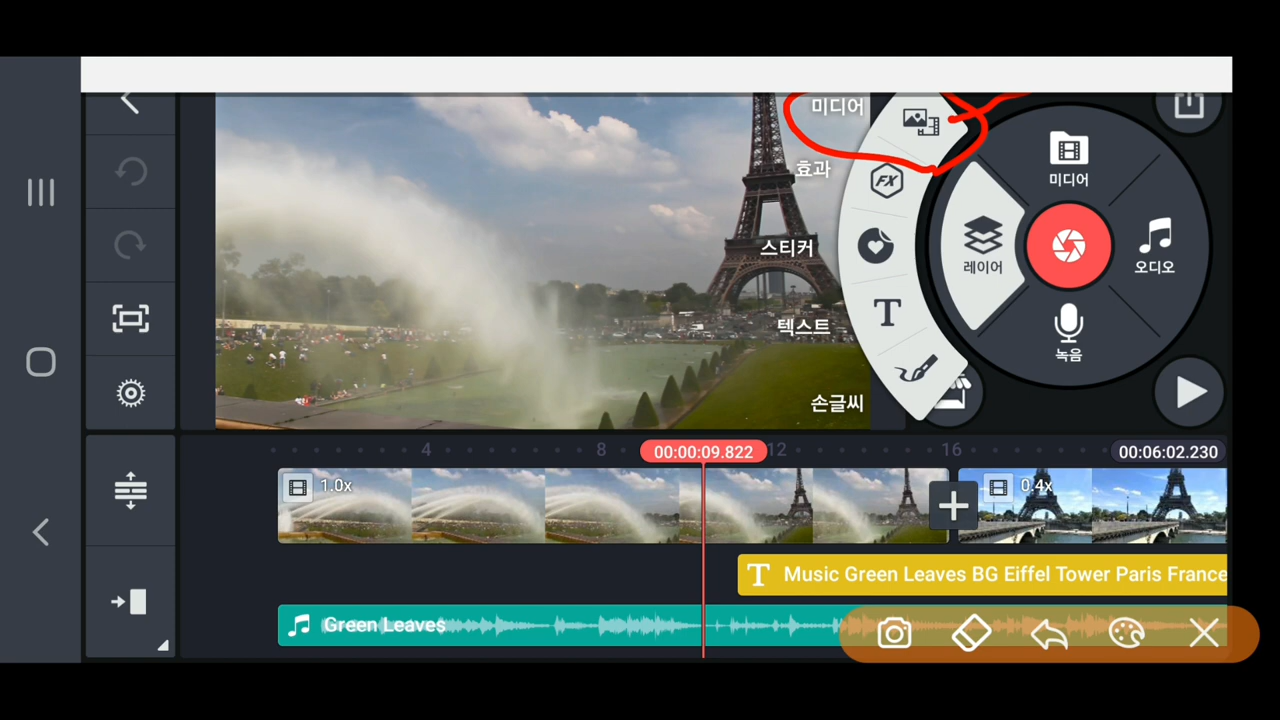 미디어
효과
스티커
텍스트
손글씨
FX
T
미디어
레이어
오디오
녹음
4
8
00:00:09.822
12
16
00:06:02.230
1.0x
0.4x
T Music Green Leaves BG Eiffel Tower Paris France
Green Leaves